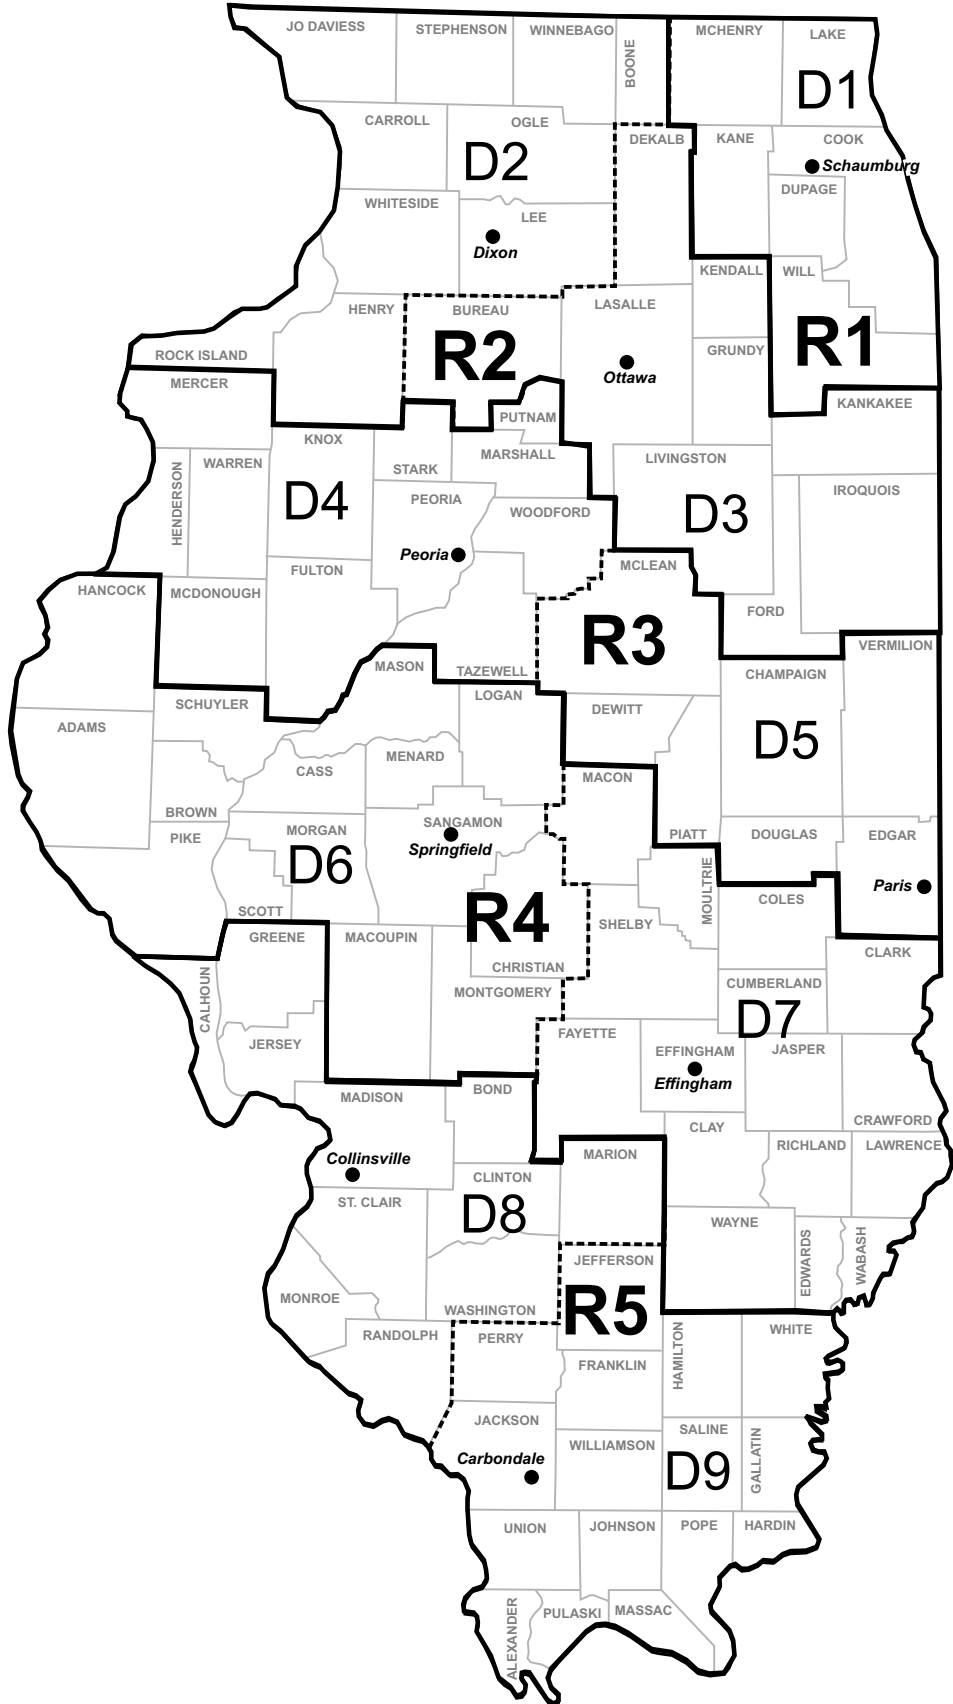 JO DAVIESS
STEPHENSON
WINNEBAGO
BOONE
MCHENRY
LAKE
D1
CARROLL
OGLE
D2
DEKALB
KANE
COOK
Schaumburg
DUPAGE
WHITESIDE
LEE
Dixon
KENDALL
WILL
HENRY
BUREAU
LASALLE
R2
R1
ROCK ISLAND
GRUNDY
Ottawa
MERCER
KANKAKEE
PUTNAM
KNOX
MARSHALL
STARK
LIVINGSTON
WARREN
HENDERSON
D4
PEORIA
WOODFORD
D3
IROQUOIS
Peoria
FULTON
MCLEAN
HANCOCK
MCDONOUGH
FORD
R3
VERMILION
MASON
TAZEWELL
CHAMPAIGN
LOGAN
SCHUYLER
DEWITT
ADAMS
D5
MENARD
CASS
MACON
BROWN
SANGAMON
PIKE
MORGAN
Springfield
PIATT
DOUGLAS
EDGAR
D6
MOULTRIE
Paris
COLES
SCOTT
R4
SHELBY
GREENE
MACOUPIN
CLARK
CHRISTIAN
CALHOUN
MONTGOMERY
CUMBERLAND
D7
FAYETTE
JERSEY
EFFINGHAM
JASPER
Effingham
MADISON
BOND
CLAY
CRAWFORD
RICHLAND
LAWRENCE
Collinsville
MARION
CLINTON
ST. CLAIR
D8
WAYNE
EDWARDS
WABASH
JEFFERSON
MONROE
WASHINGTON
R5
RANDOLPH
PERRY
HAMILTON
WHITE
FRANKLIN
JACKSON
SALINE
WILLIAMSON
GALLATIN
Carbondale
D9
UNION
JOHNSON
POPE
HARDIN
ALEXANDER
PULASKI
MASSAC